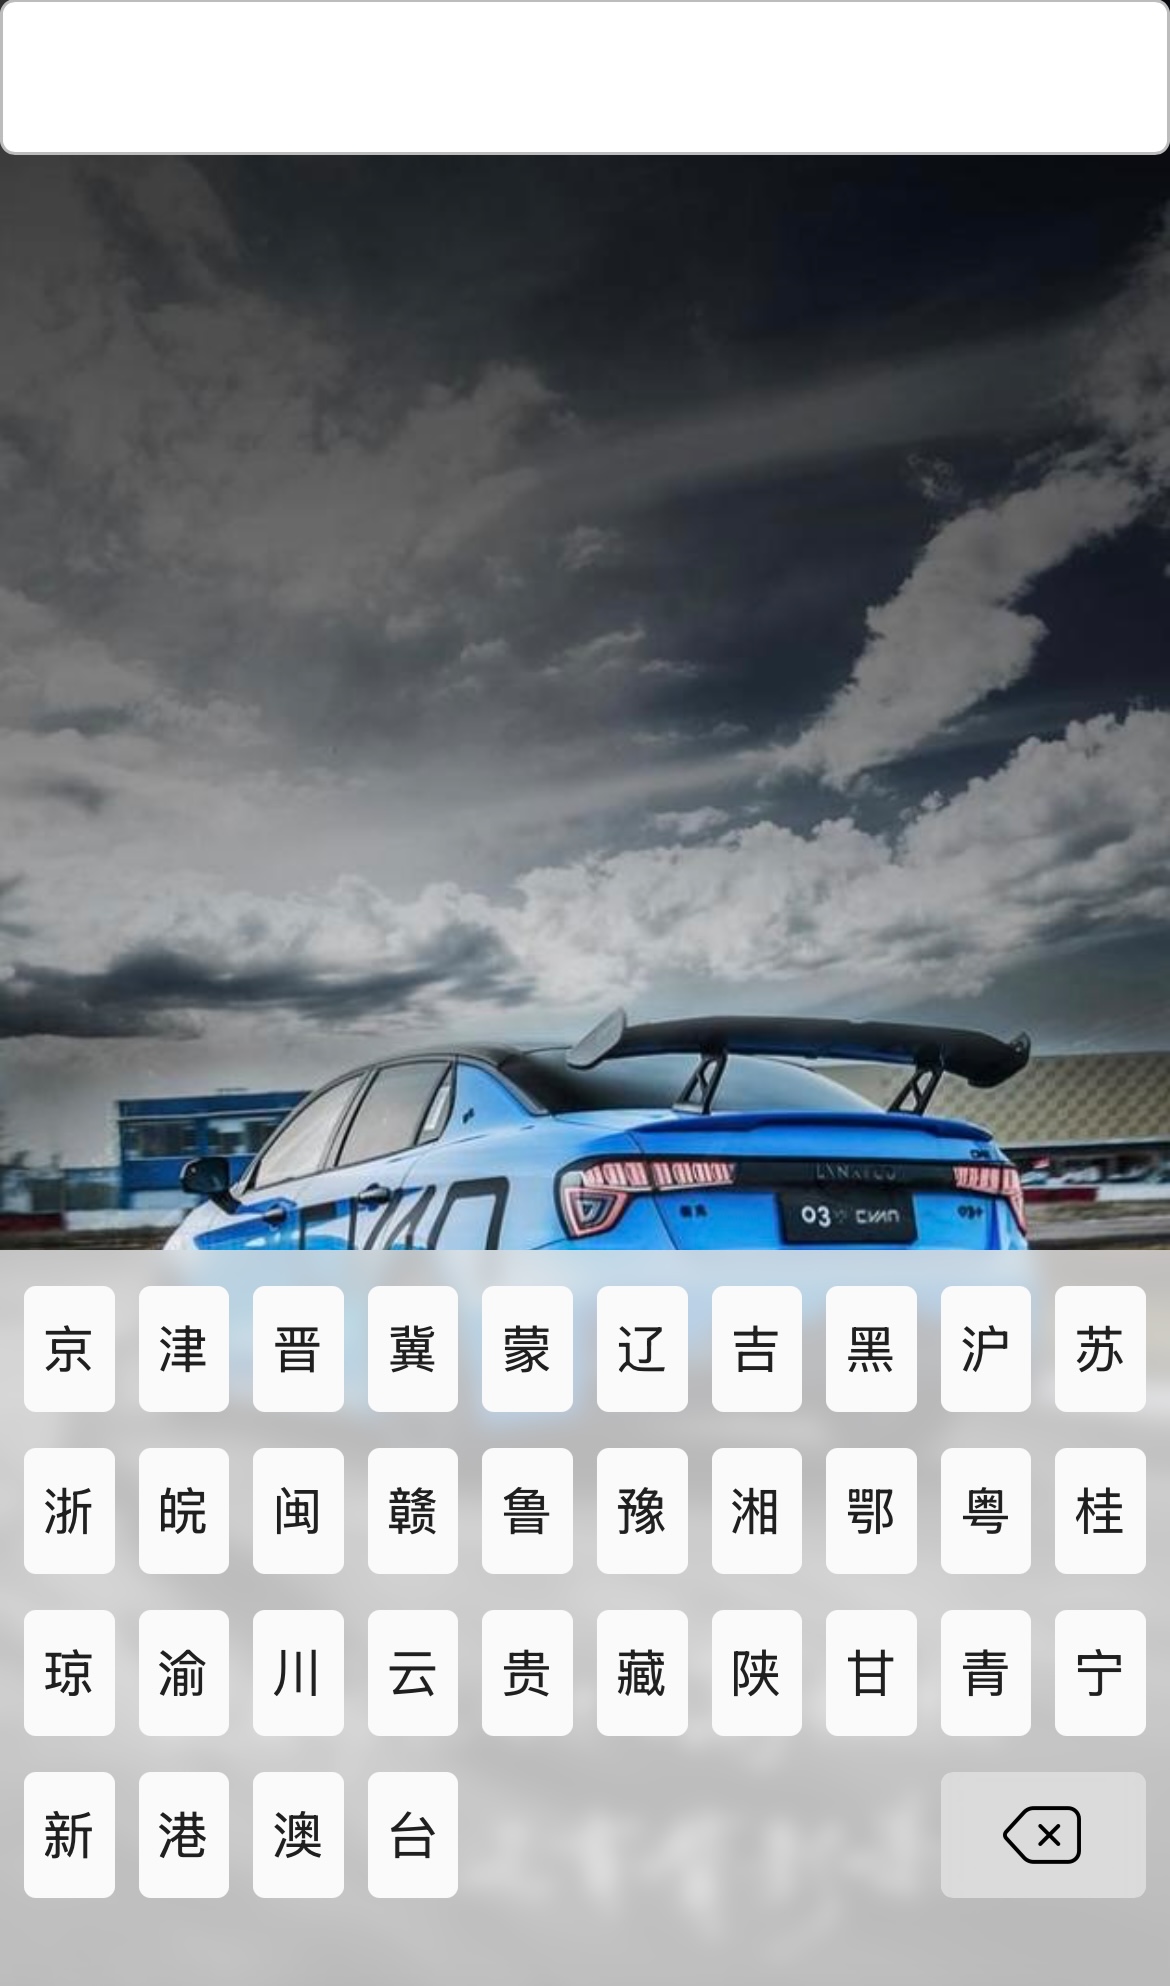 LYNK&CO
03 CYAN
03+
京 津 晋 冀 蒙 辽 吉 黑 沪 苏
浙 皖 闽 赣 鲁 豫 湘 鄂 粤 桂
琼 渝 川 云 贵 藏 陕 甘 青 宁
新 港 澳 台